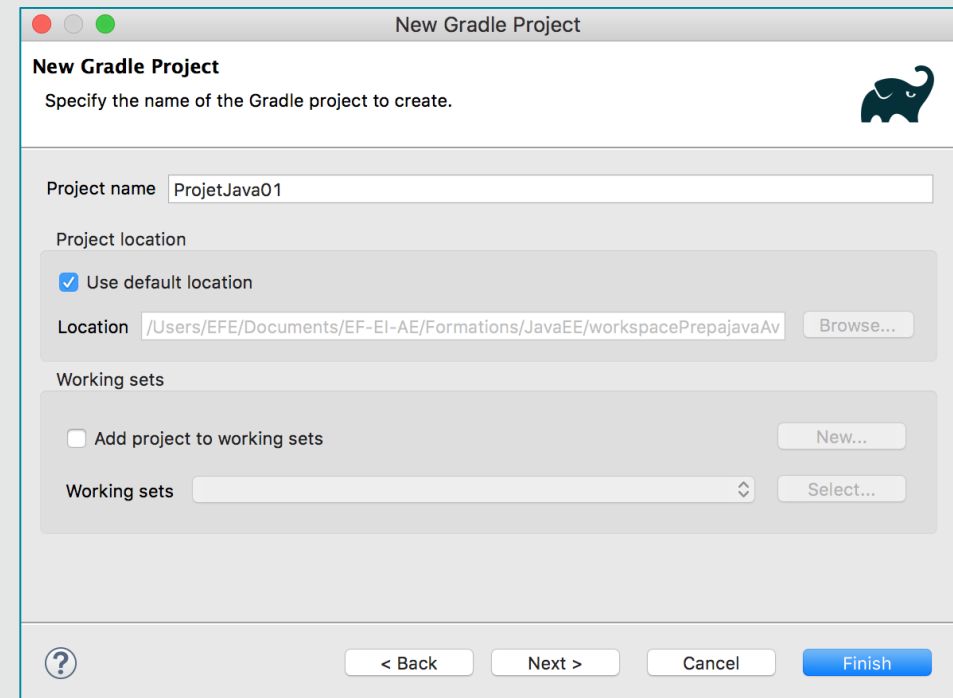 New Gradle Project
New Gradle Project
Specify the name of the Gradle project to create.
Project name ProjetJava01
Project location
Use default location
Location /Users/EFE/Documents/EF-EI-AE/Formations/JavaEE/workspacePrepajavaAv Browse...
Working sets
Add project to working sets New...
Working sets Select...
? < Back Next > Cancel Finish